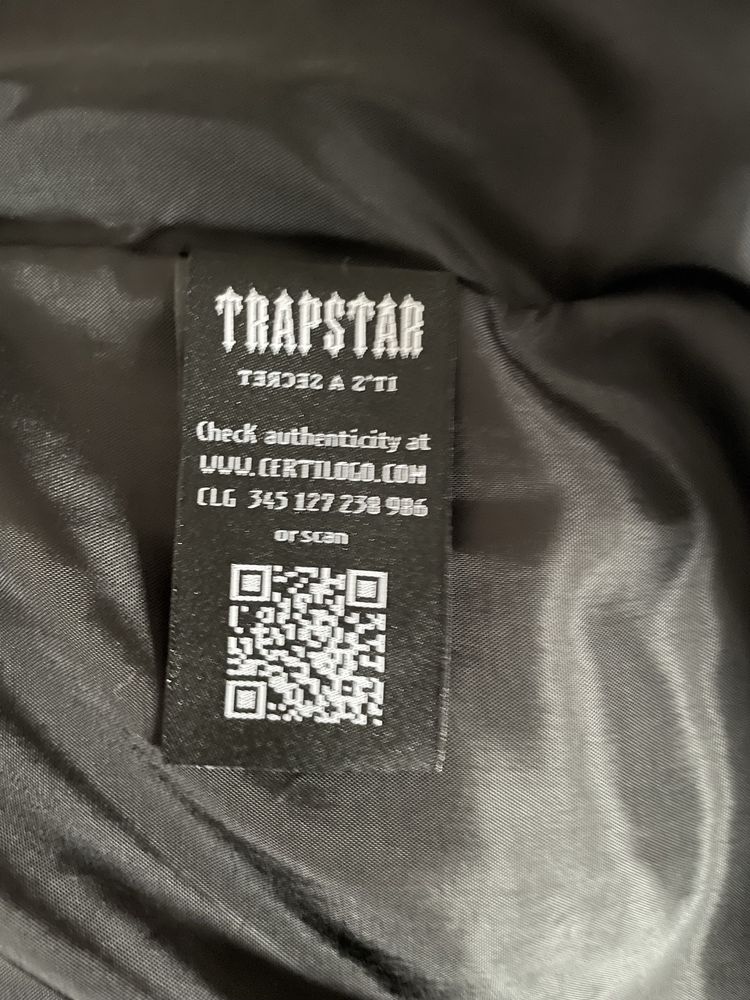 TRAPSTAR
IT'S A SECRET
Check authenticity at
WWW.CERTILOGO.COM
CLG 345 127 238 986
or scan